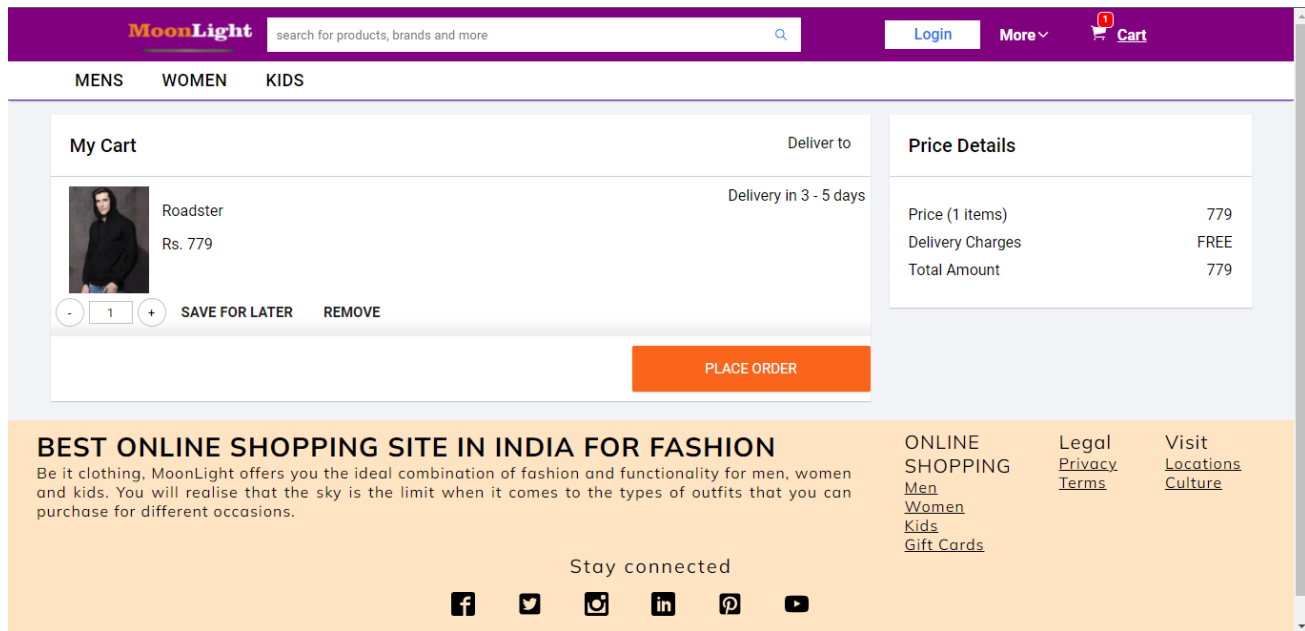 MoonLight
search for products, brands and more
Login
More
1
Cart
MENS
WOMEN
KIDS
My Cart
Deliver to
Roadster
Rs. 779
Delivery in 3 - 5 days
- 1 +
SAVE FOR LATER
REMOVE
PLACE ORDER
Price Details
Price (1 items) 779
Delivery Charges FREE
Total Amount 779
BEST ONLINE SHOPPING SITE IN INDIA FOR FASHION
Be it clothing, MoonLight offers you the ideal combination of fashion and functionality for men, women
and kids. You will realise that the sky is the limit when it comes to the types of outfits that you can
purchase for different occasions.
ONLINE
SHOPPING
Men
Women
Kids
Gift Cards
Legal
Privacy
Terms
Visit
Locations
Culture
Stay connected